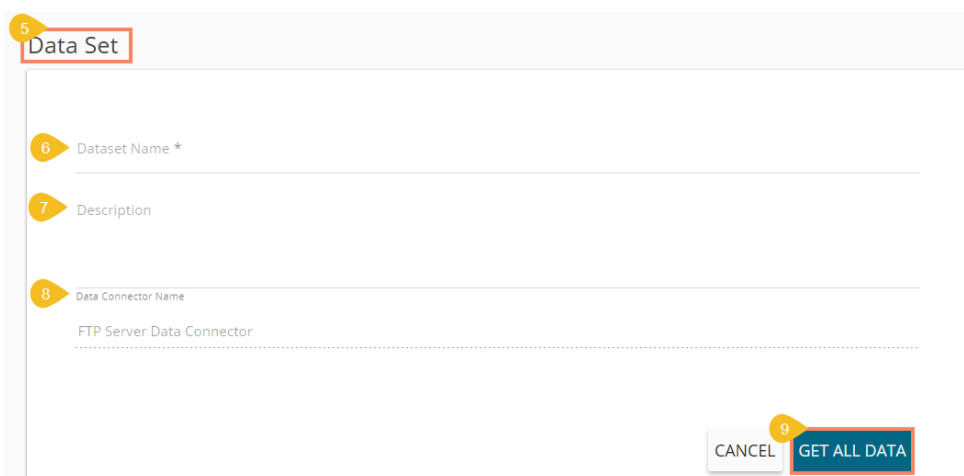 5
Data Set
6 Dataset Name *
7 Description
8 Data Connector Name
FTP Server Data Connector
9
CANCEL GET ALL DATA